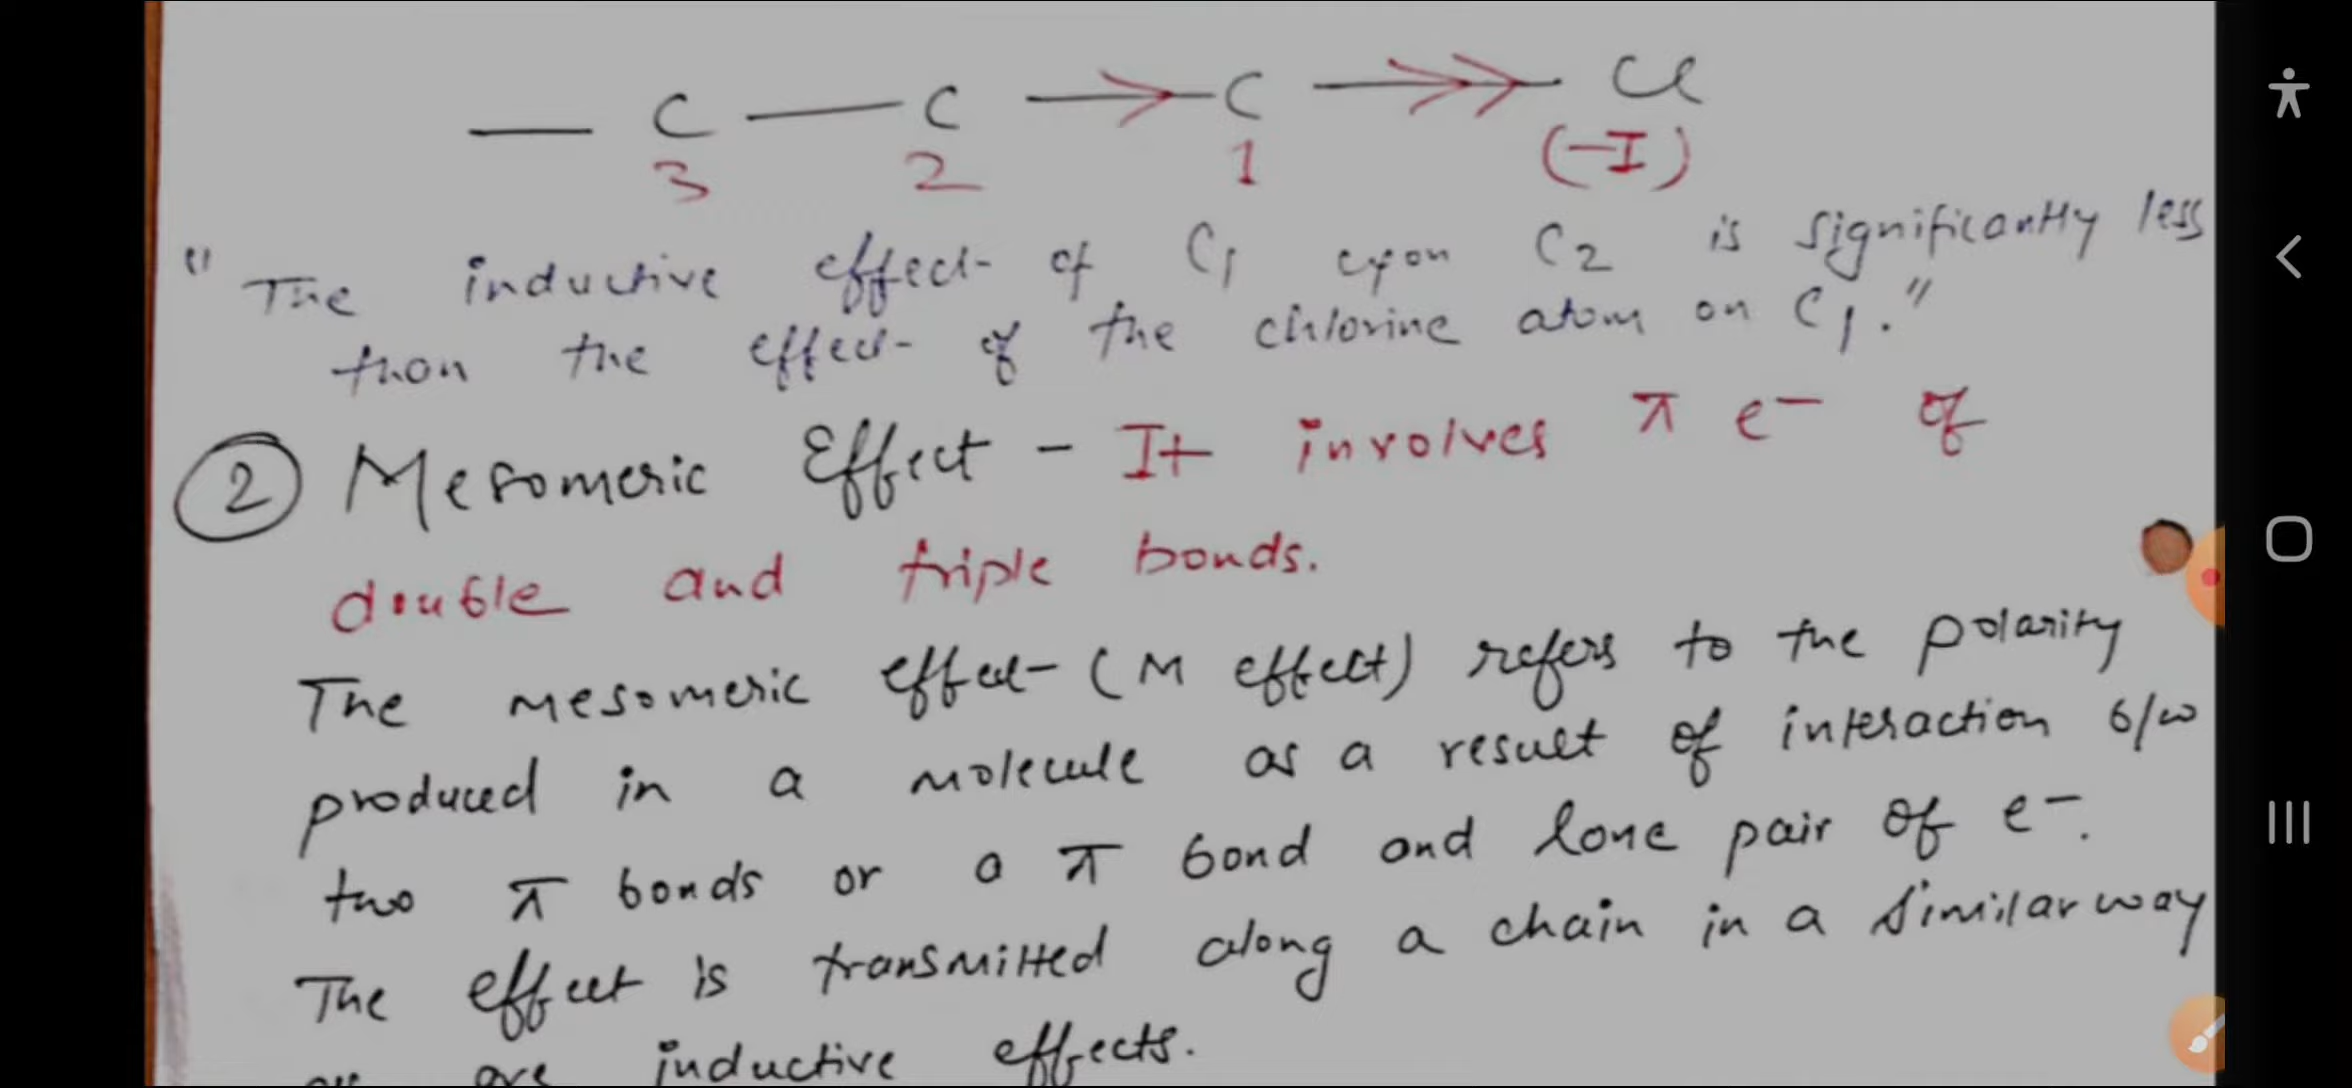 — C — C → C ↠ Cl
3 2 1 (-I)
" The inductive effect of C1 upon C2 is significantly less
than the effect of the chlorine atom on C1."
② Mesomeric Effect - It involves π e⁻ of
double and triple bonds.
The mesomeric effect (M effect) refers to the polarity
produced in a molecule as a result of interaction b/w
two π bonds or a π bond and lone pair of e⁻.
The effect is transmitted along a chain in a similar way
are inductive effects.